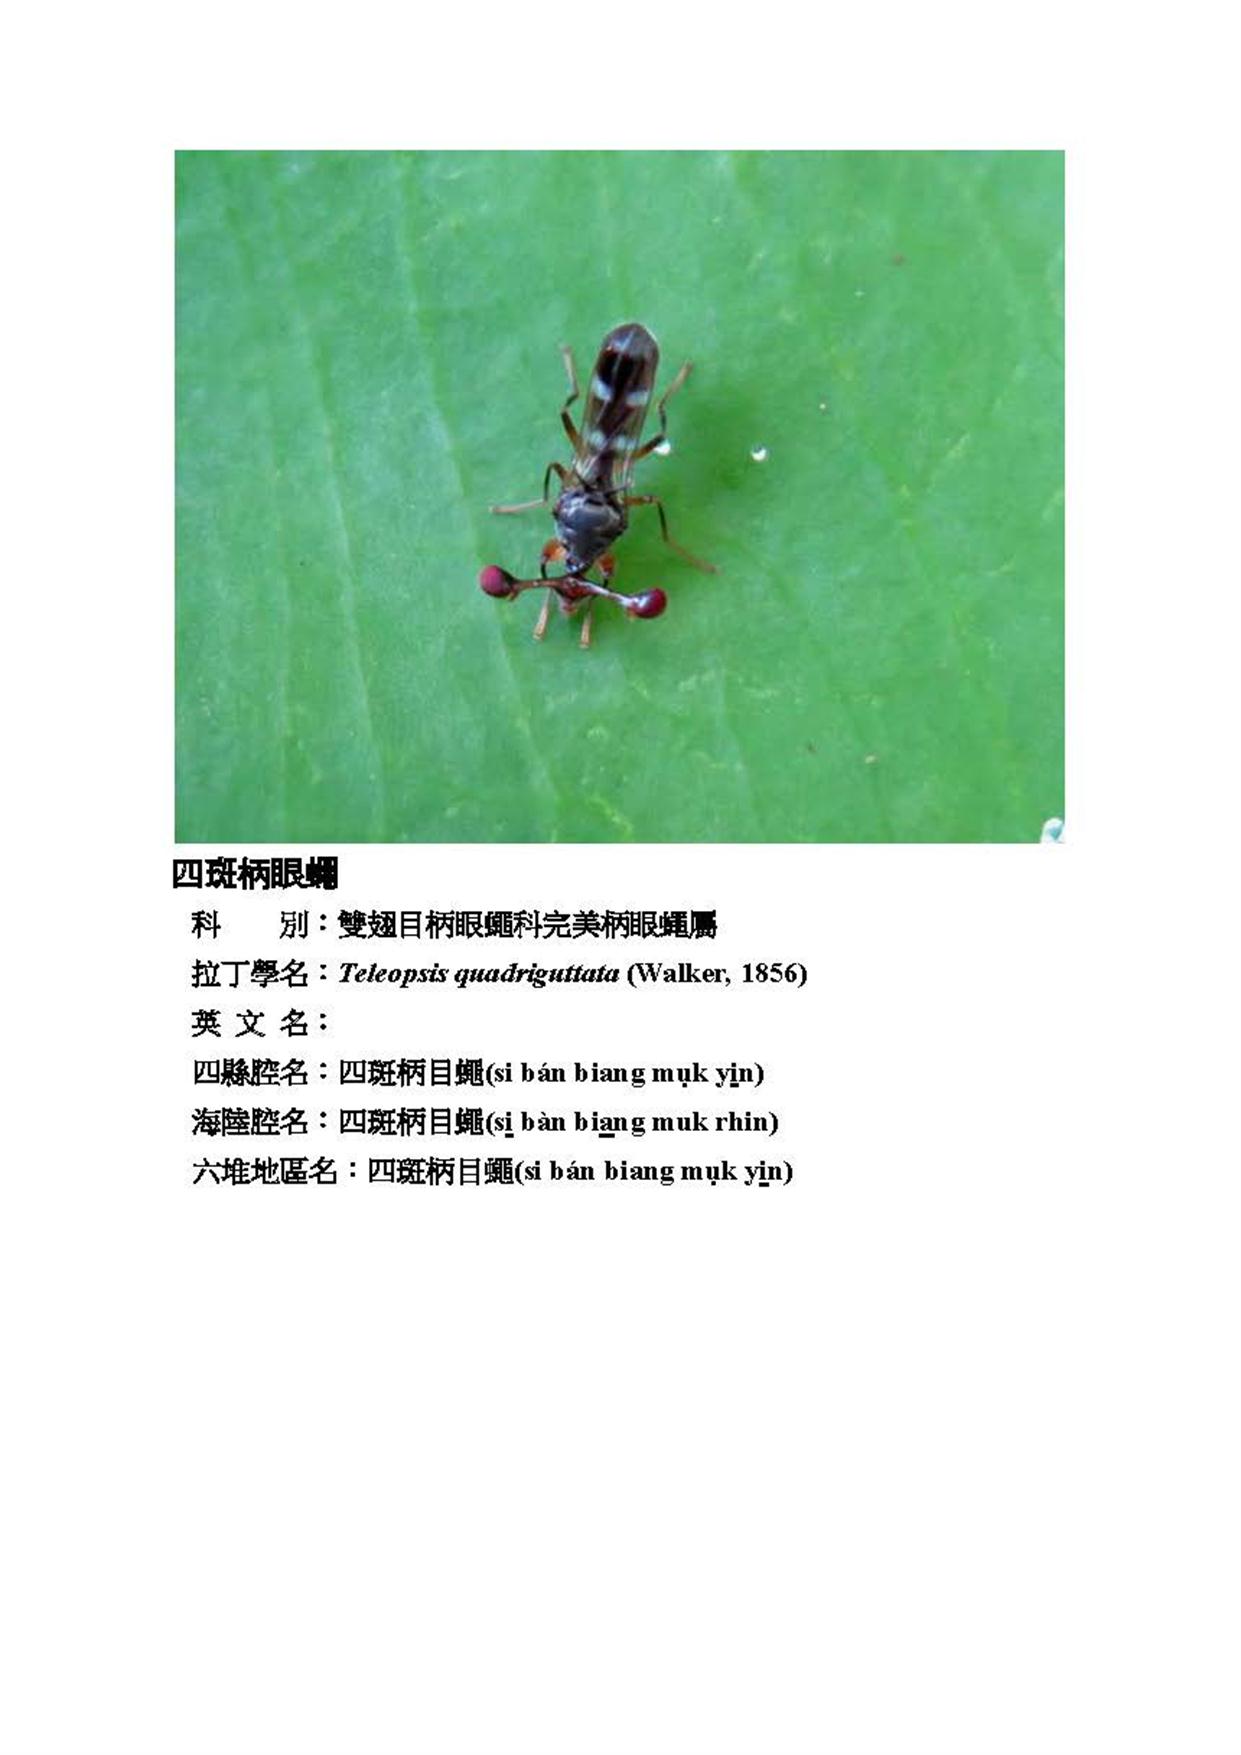 四斑柄眼蠅
科　　別：雙翅目柄眼蠅科完美柄眼蠅屬
拉丁學名：Teleopsis quadriguttata (Walker, 1856)
英 文 名：
四縣腔名：四斑柄目蠅(si bán biang mụk yi̲n)
海陸腔名：四斑柄目蠅(si̲ bàn bia̲ng muk rhin)
六堆地區名：四斑柄目蠅(si bán biang mụk yi̲n)